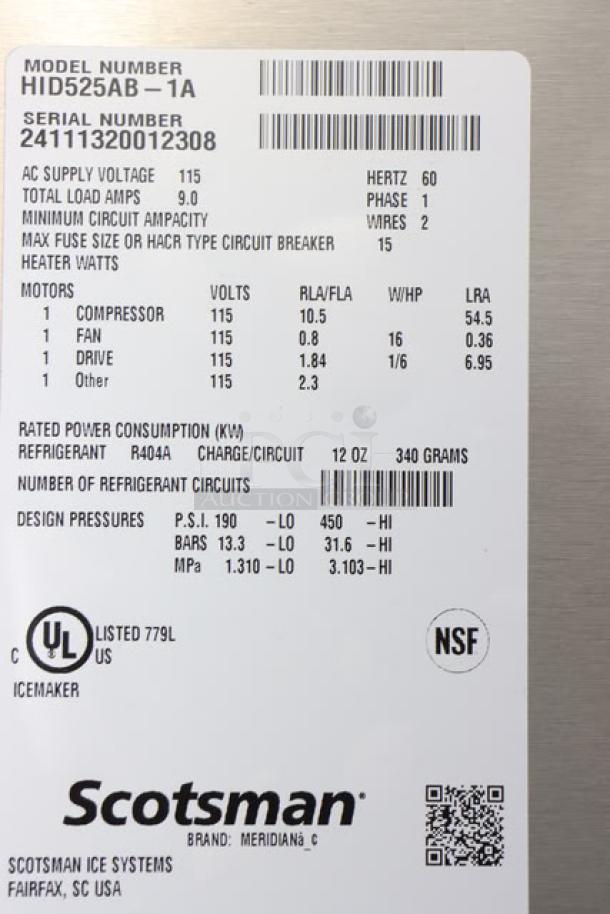 MODEL NUMBER
HID525AB-1A
SERIAL NUMBER
24111320012308
AC SUPPLY VOLTAGE 115 HERTZ 60
TOTAL LOAD AMPS 9.0 PHASE 1
MINIMUM CIRCUIT AMPACITY WIRES 2
MAX FUSE SIZE OR HACR TYPE CIRCUIT BREAKER 15
HEATER WATTS
MOTORS VOLTS RLA/FLA W/HP LRA
1 COMPRESSOR 115 10.5 54.5
1 FAN 115 0.8 16 0.36
1 DRIVE 115 1.84 1/6 6.95
1 Other 115 2.3
RATED POWER CONSUMPTION (KW)
REFRIGERANT R404A CHARGE/CIRCUIT 12 OZ 340 GRAMS
NUMBER OF REFRIGERANT CIRCUITS
AUCTION GROUP
DESIGN PRESSURES P.S.I. 190 -LO 450 -HI
BARS 13.3 -LO 31.6 -HI
MPa 1.310 -LO 3.103-HI
C UL US LISTED 779L
NSF
ICEMAKER
Scotsman
BRAND: MERIDIANâ_C
SCOTSMAN ICE SYSTEMS
FAIRFAX, SC USA